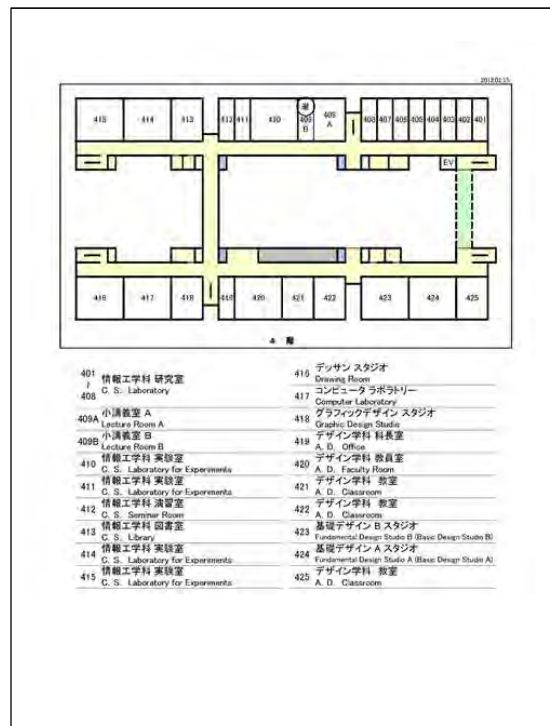 415
414
413
412
411
410
409
B
409
A
408
407
406
405
404
403
402
401
EV
416
417
418
419
420
421
422
423
424
425
4 階
401
408
情報工学科 研究室
C. S. Laboratory
409A
小講義室 A
Lecture Room A
409B
小講義室 B
Lecture Room B
410
情報工学科 実験室
C. S. Laboratory for Experiments
411
情報工学科 実験室
C. S. Laboratory for Experiments
412
情報工学科 演習室
C. S. Seminar Room
413
情報工学科 図書室
C. S. Library
414
情報工学科 実験室
C. S. Laboratory for Experiments
415
情報工学科 実験室
C. S. Laboratory for Experiments
416
デッサン スタジオ
Drawing Room
417
コンピュータ ラボラトリー
Computer Laboratory
418
グラフィックデザイン スタジオ
Graphic Design Studio
419
デザイン学科 科長室
A. D. Office
420
デザイン学科 教員室
A. D. Faculty Room
421
デザイン学科 教室
A. D. Classroom
422
デザイン学科 教室
A. D. Classroom
423
基礎デザイン B スタジオ
Fundamental Design Studio B (Basic Design Studio B)
424
基礎デザイン A スタジオ
Fundamental Design Studio A (Basic Design Studio A)
425
デザイン学科 教室
A. D. Classroom